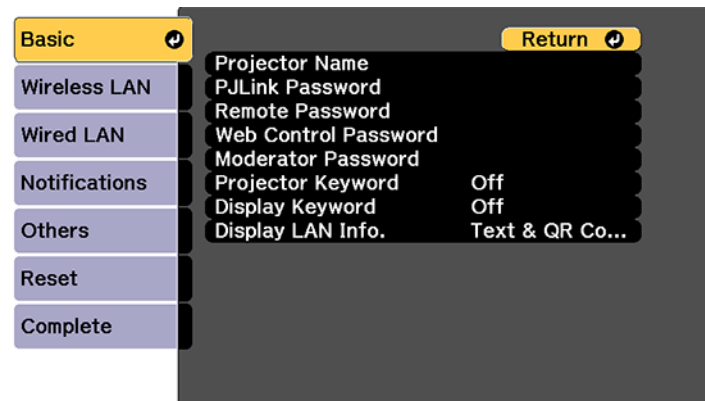 Basic
Wireless LAN
Wired LAN
Notifications
Others
Reset
Complete
Return
Projector Name
PJLink Password
Remote Password
Web Control Password
Moderator Password
Projector Keyword Off
Display Keyword Off
Display LAN Info. Text & QR Co...